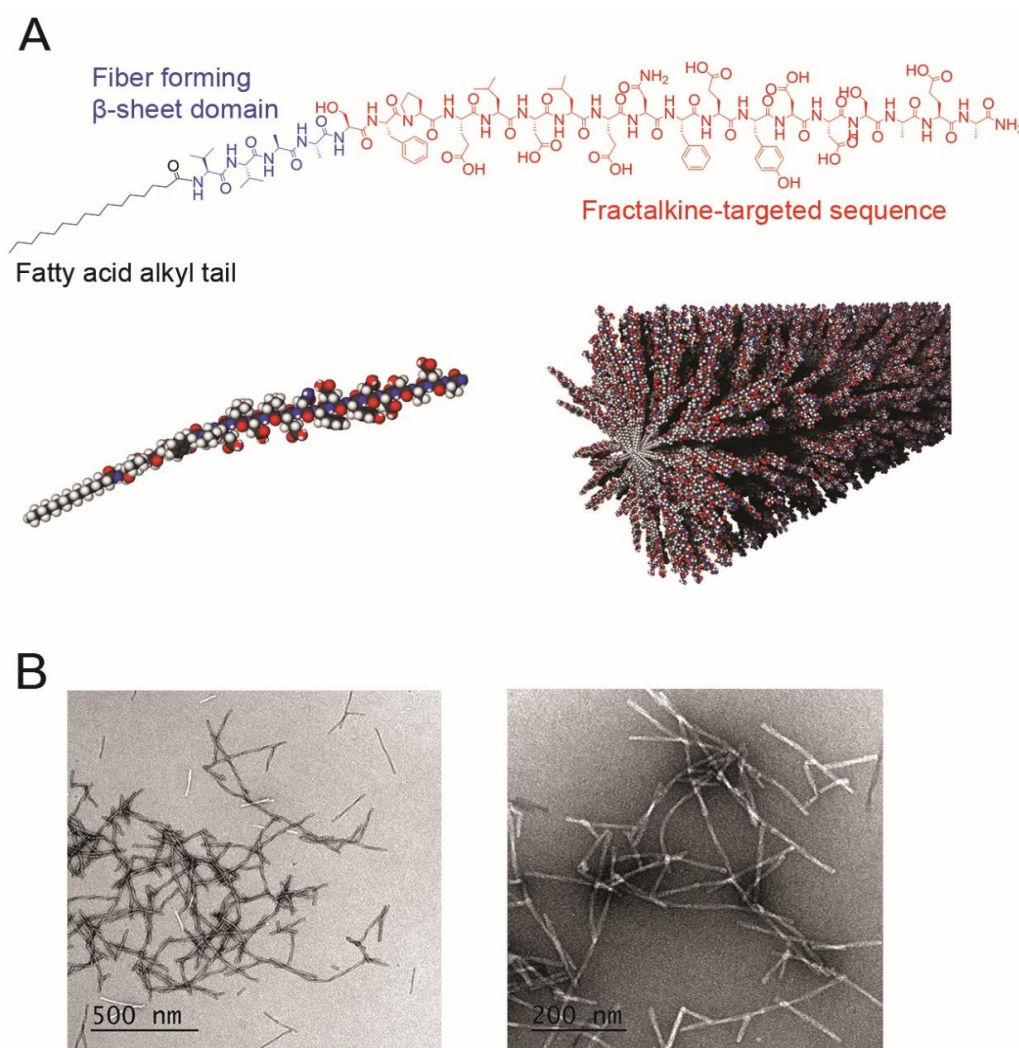 A
Fiber forming
β-sheet domain
Fractalkine-targeted sequence
Fatty acid alkyl tail
B
500 nm
200 nm